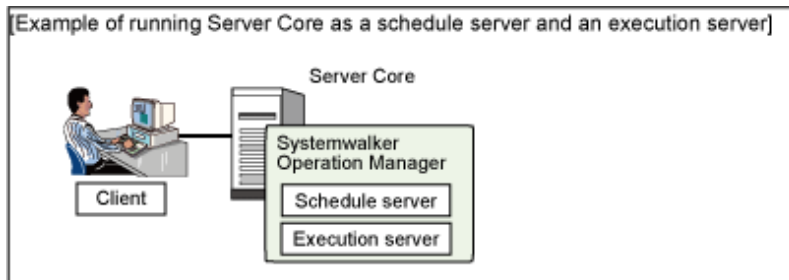 [Example of running Server Core as a schedule server and an execution server]
Server Core
Systemwalker
Operation Manager
Client
Schedule server
Execution server